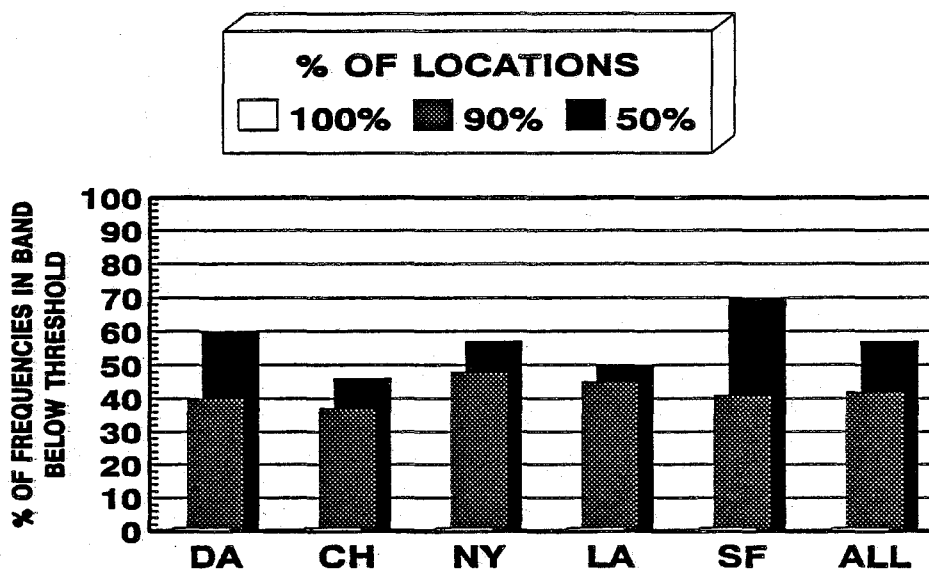 % OF LOCATIONS
100% 90% 50%
% OF FREQUENCIES IN BAND
BELOW THRESHOLD
100
90
80
70
60
50
40
30
20
10
0
DA CH NY LA SF ALL